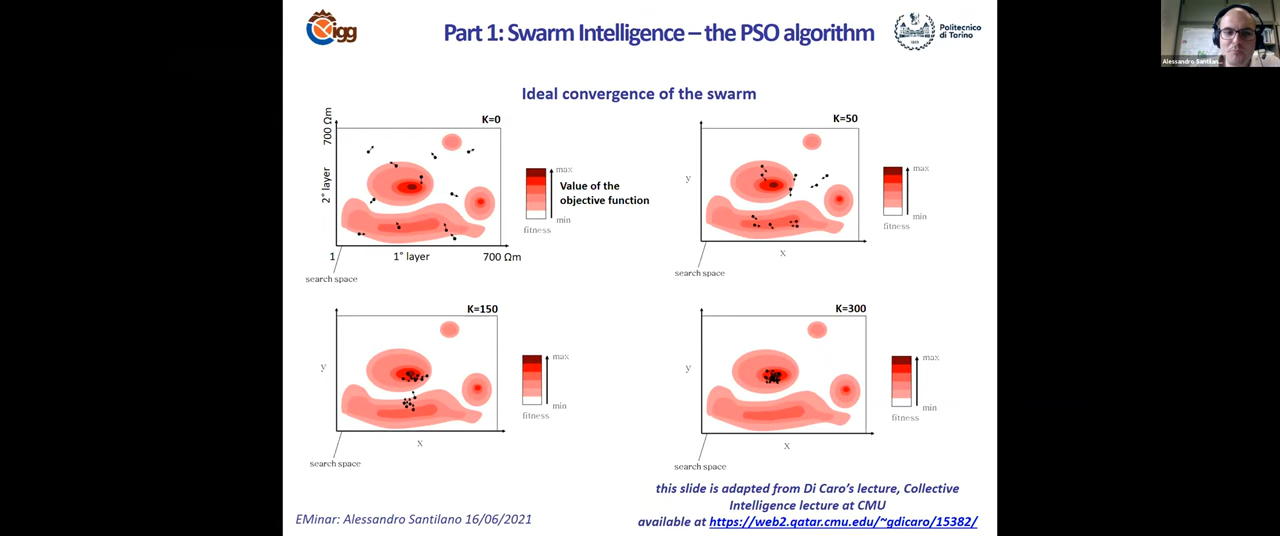 igg
Part 1: Swarm Intelligence – the PSO algorithm
Politecnico
di Torino
Alessandro Santilan...
Ideal convergence of the swarm
K=0
700 Ωm
2° layer
1
1° layer
700 Ωm
search space
max
min
fitness
Value of the
objective function
K=50
y
x
search space
max
min
fitness
K=150
y
x
search space
max
min
fitness
K=300
y
x
search space
max
min
fitness
this slide is adapted from Di Caro's lecture, Collective
Intelligence lecture at CMU
available at https://web2.qatar.cmu.edu/~gdicaro/15382/
EMinar: Alessandro Santilano 16/06/2021